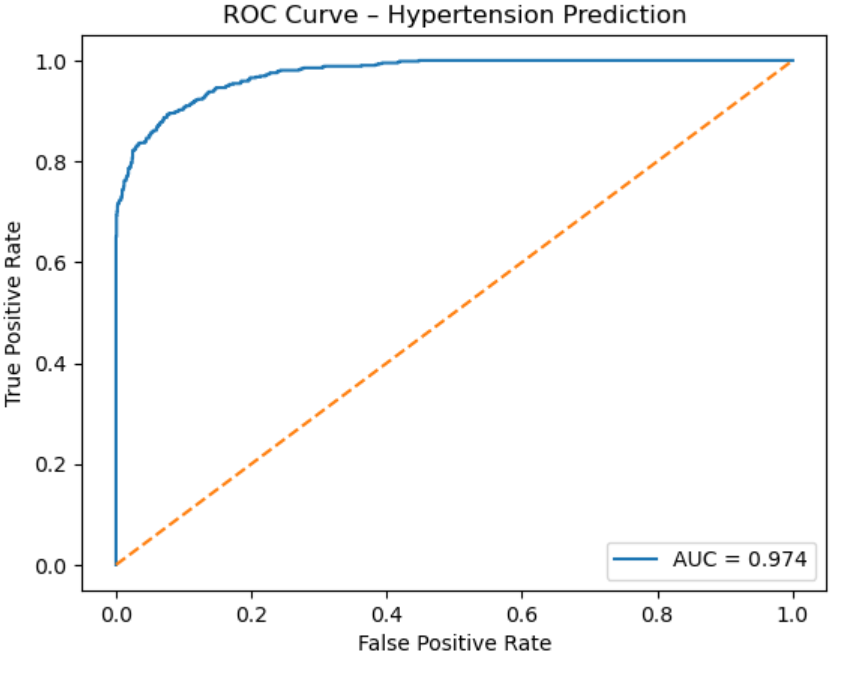 ROC Curve – Hypertension Prediction
True Positive Rate
1.0
0.8
0.6
0.4
0.2
0.0
0.0 0.2 0.4 0.6 0.8 1.0
False Positive Rate
AUC = 0.974